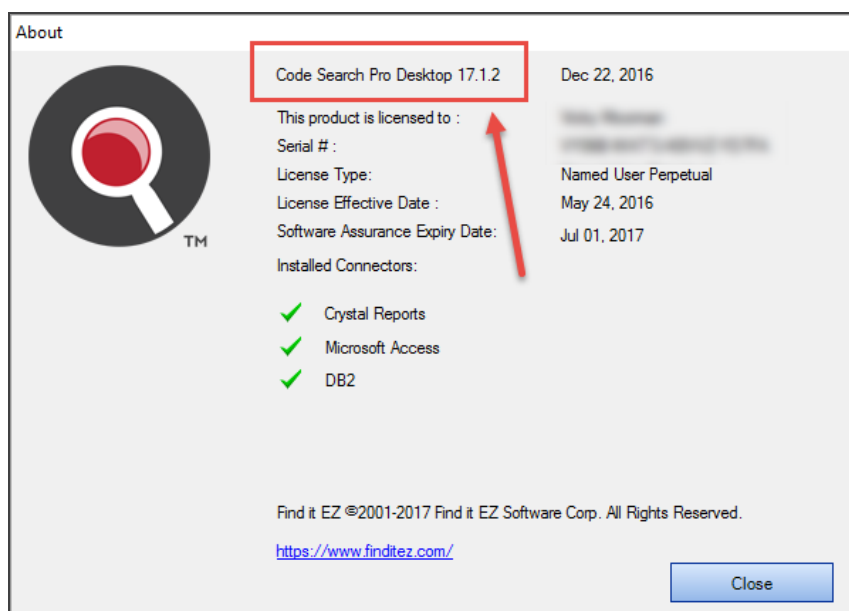 About
Code Search Pro Desktop 17.1.2 Dec 22, 2016
This product is licensed to :
Serial # :
License Type: Named User Perpetual
License Effective Date : May 24, 2016
Software Assurance Expiry Date: Jul 01, 2017
Installed Connectors:
Crystal Reports
Microsoft Access
DB2
TM
Find it EZ ©2001-2017 Find it EZ Software Corp. All Rights Reserved.
https://www.finditez.com/
Close